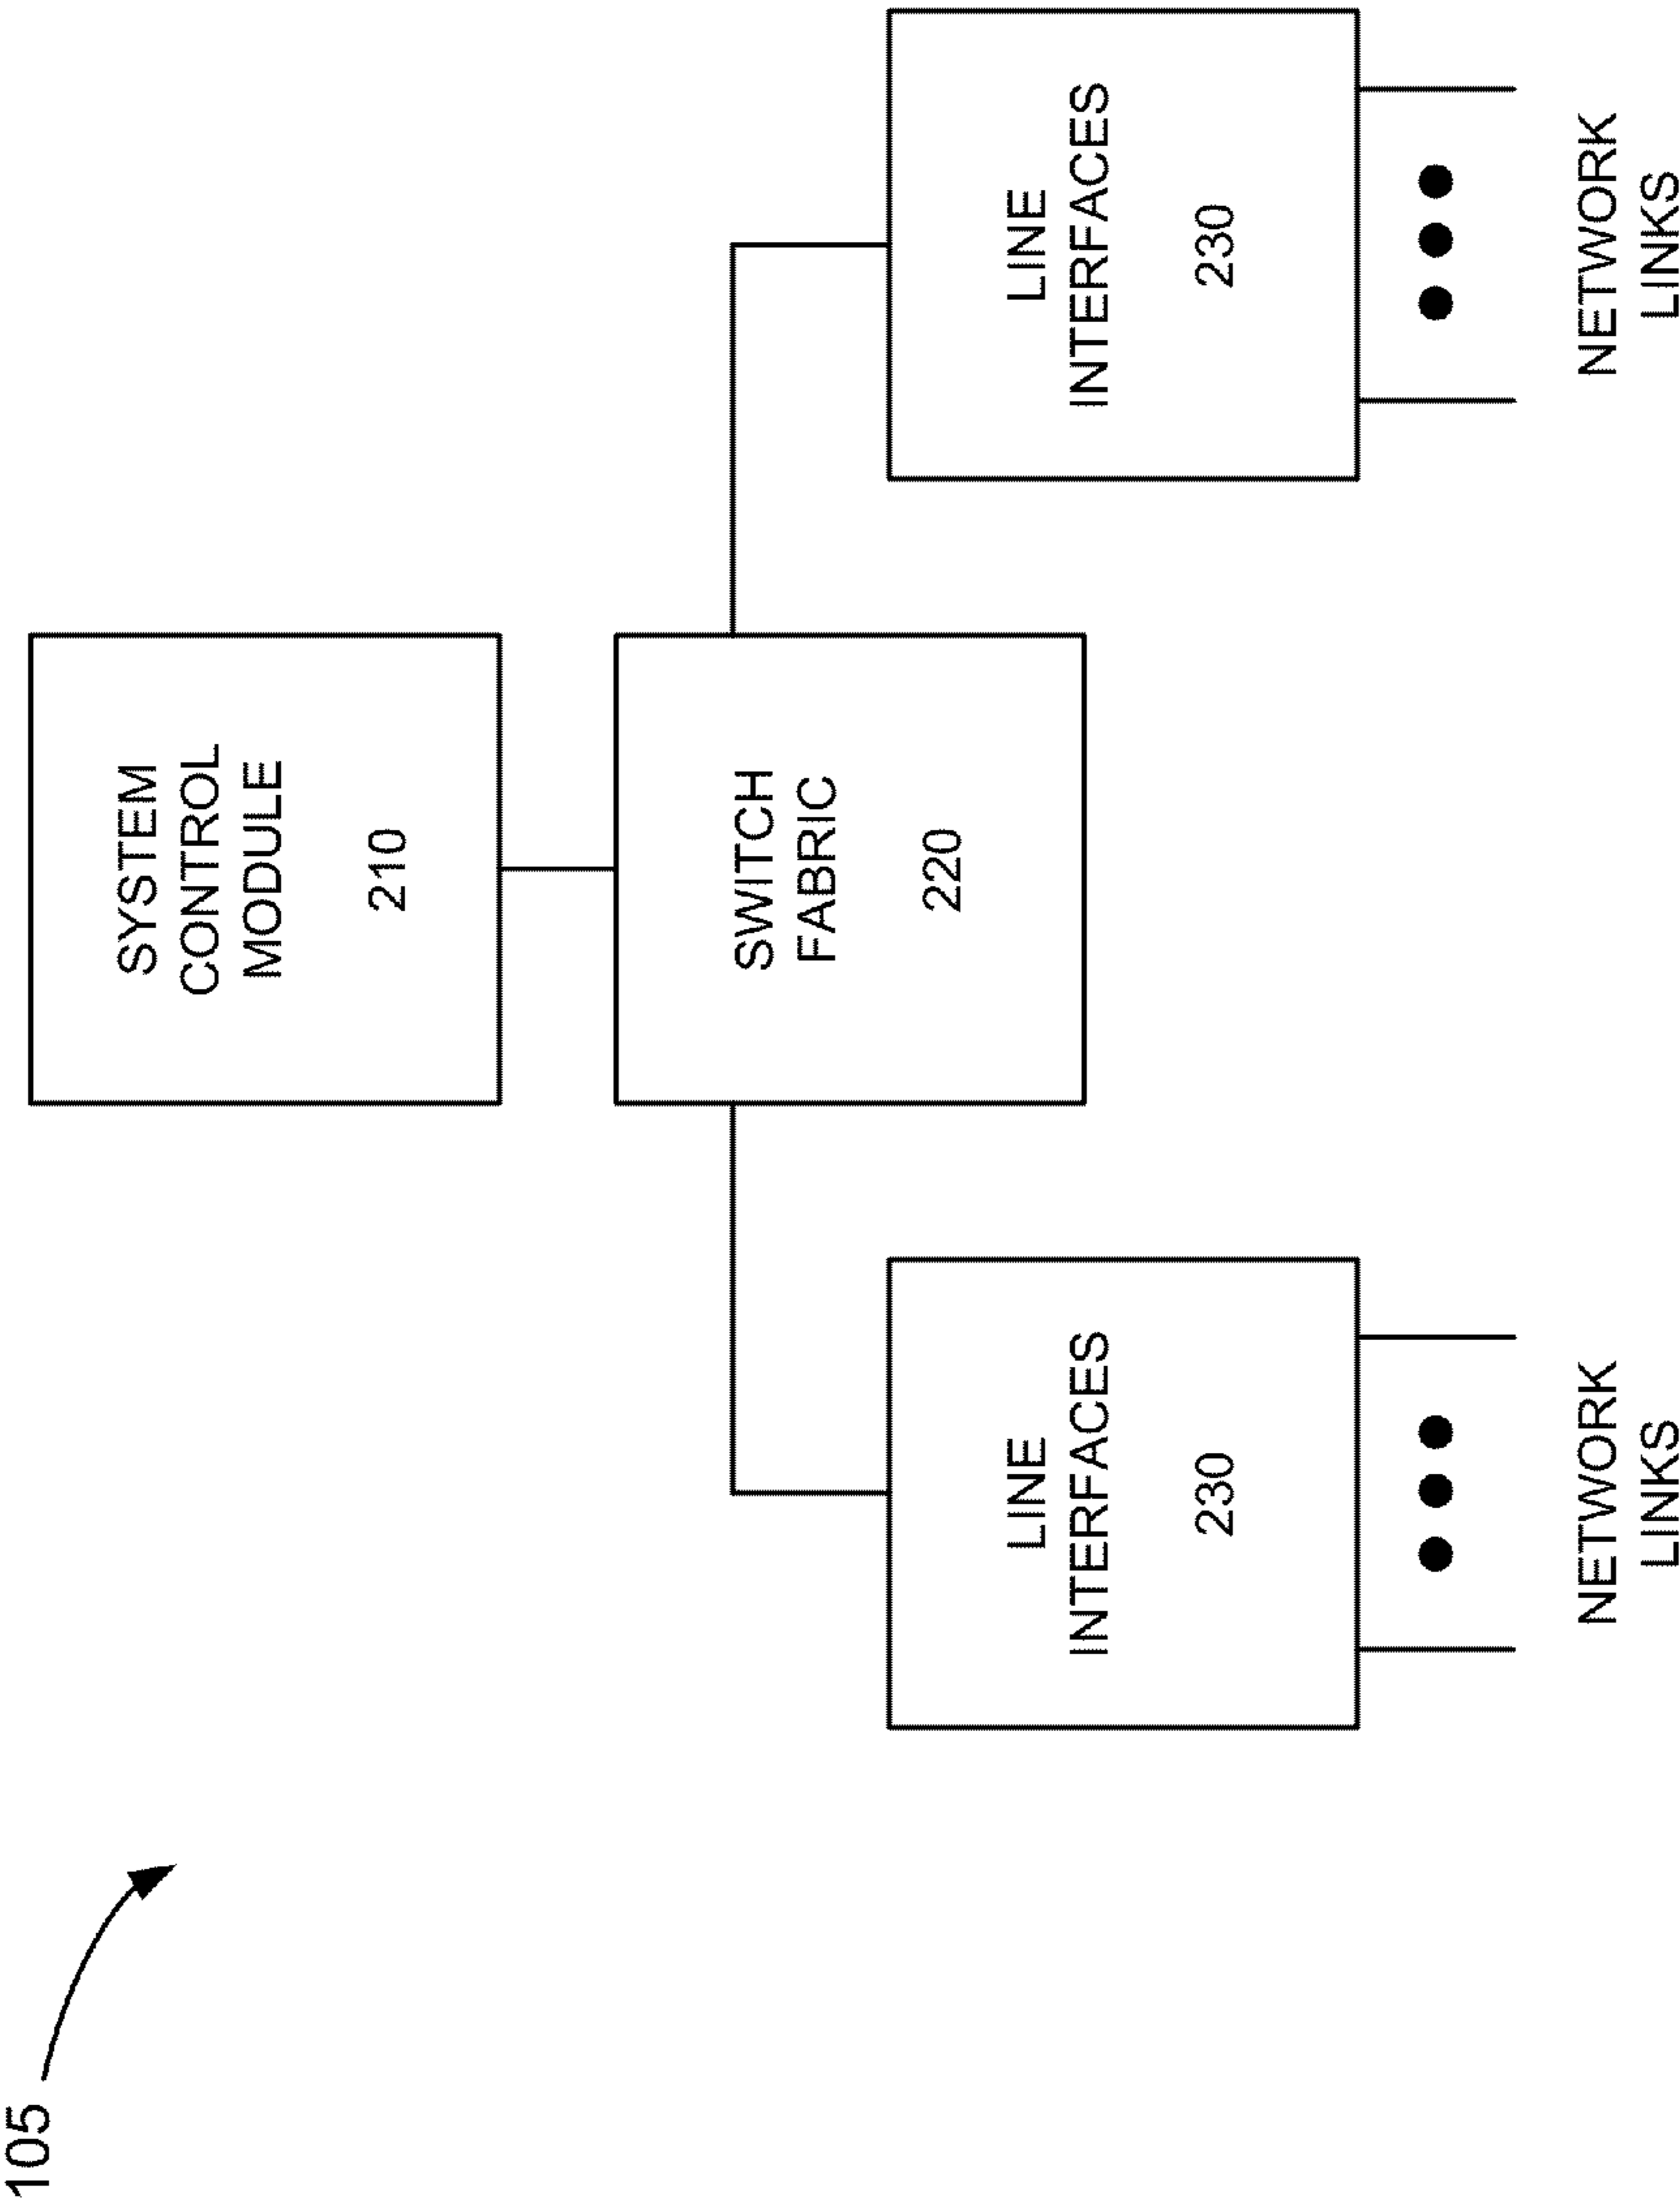 105
SYSTEM
CONTROL
MODULE
210
SWITCH
FABRIC
220
LINE
INTERFACES
230
NETWORK
LINKS
LINE
INTERFACES
230
NETWORK
LINKS